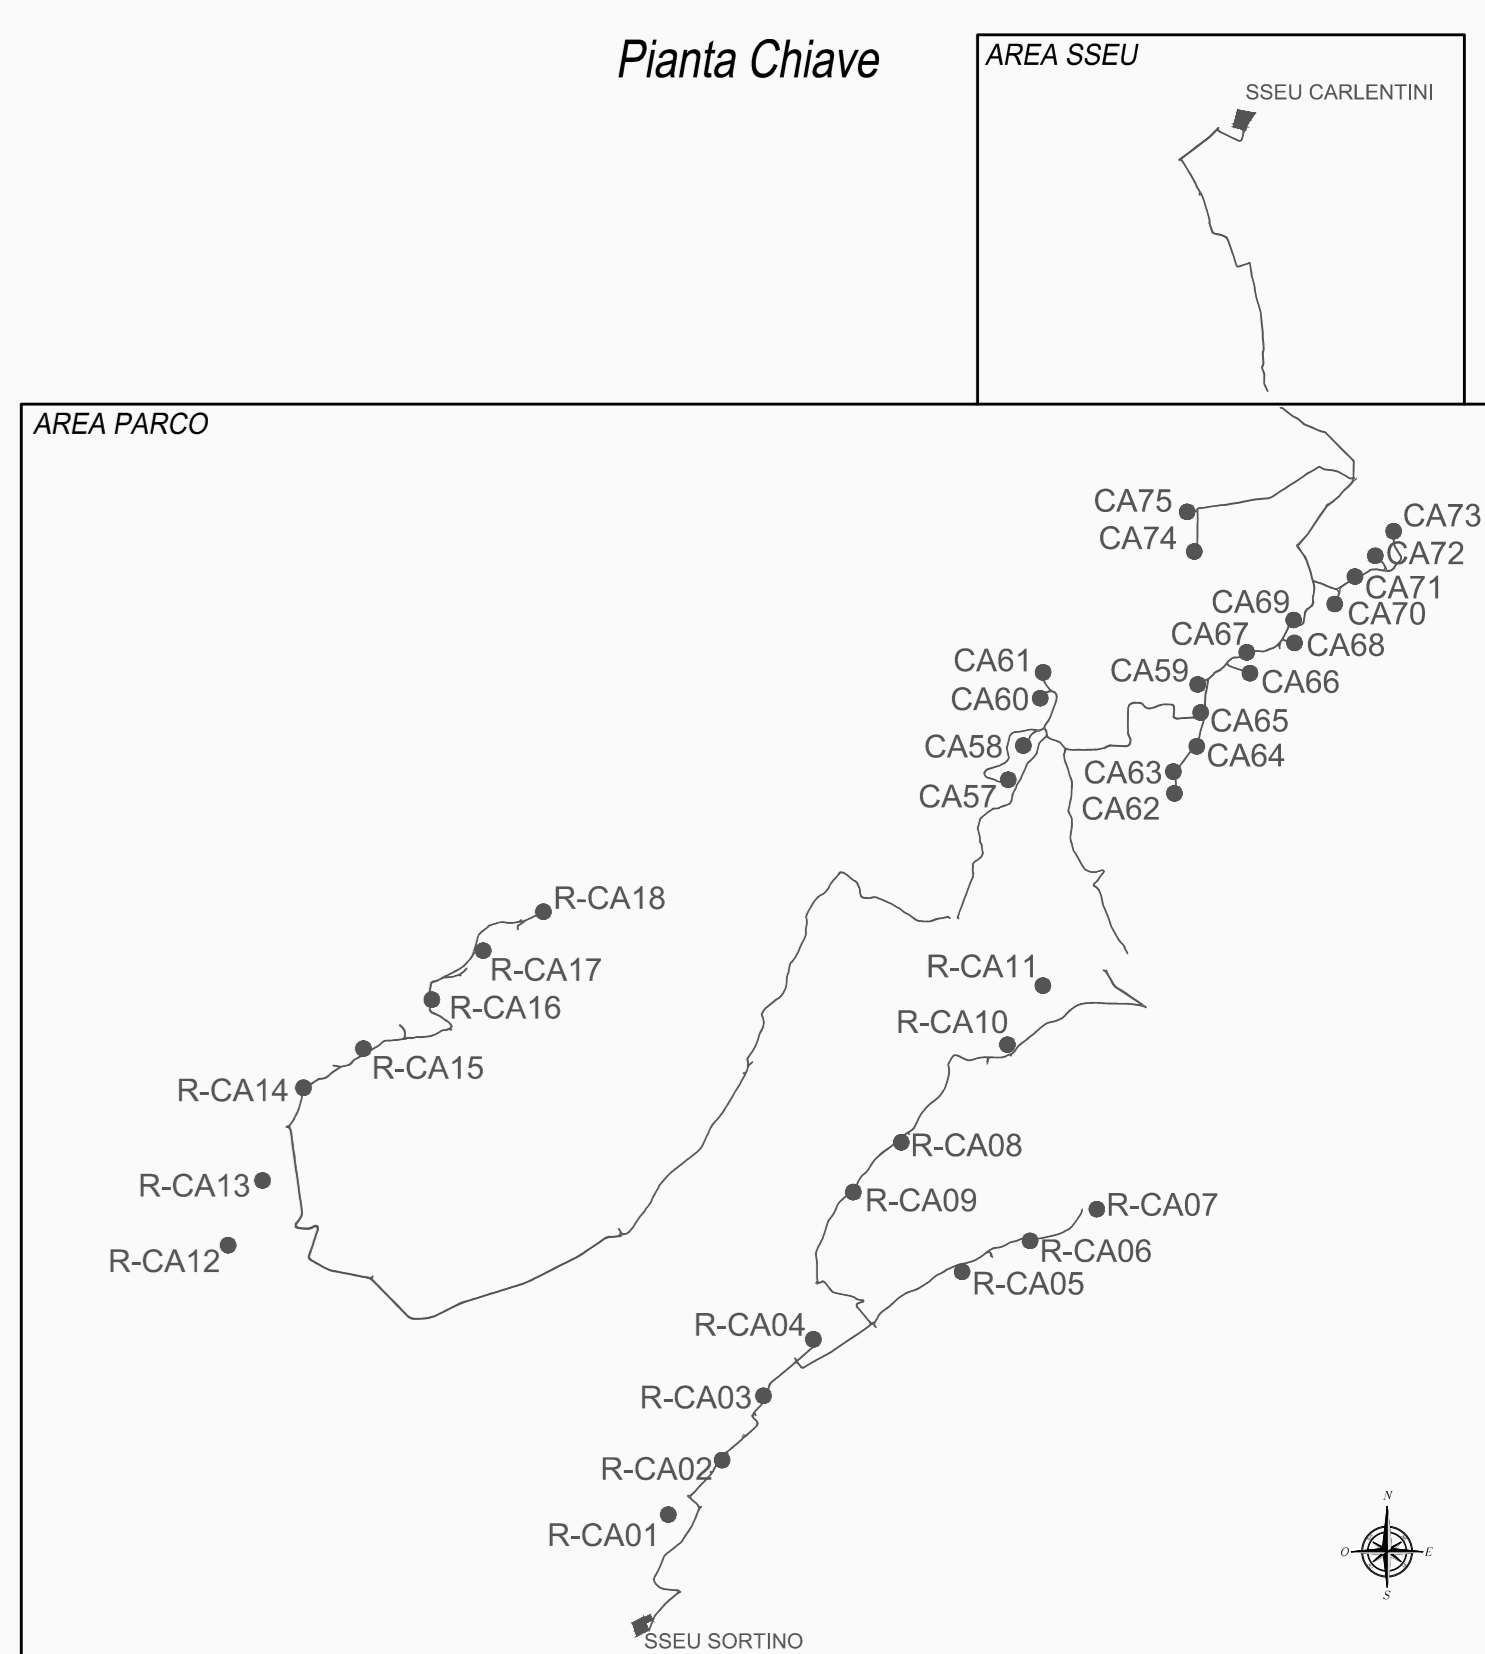 Pianta Chiave
AREA SSEU
SSEU CARLENTINI
AREA PARCO
CA75
CA73
CA74
CA72
CA71
CA69
CA70
CA67
CA68
CA61
CA59
CA66
CA60
CA65
CA58
CA64
CA63
CA57
CA62
R-CA18
R-CA17
R-CA11
R-CA16
R-CA10
R-CA15
R-CA14
R-CA08
R-CA13
R-CA09
R-CA07
R-CA12
R-CA06
R-CA05
R-CA04
R-CA03
R-CA02
R-CA01
N
O
E
S
SSEU SORTINO